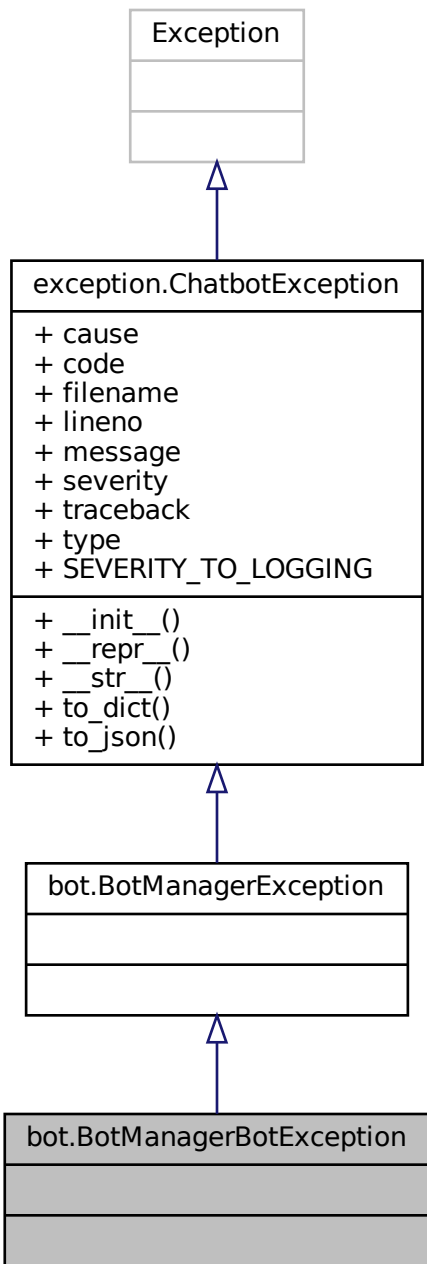 Exception
exception.ChatbotException
+ cause
+ code
+ filename
+ lineno
+ message
+ severity
+ traceback
+ type
+ SEVERITY_TO_LOGGING
+ __init__()
+ __repr__()
+ __str__()
+ to_dict()
+ to_json()
bot.BotManagerException
bot.BotManagerBotException